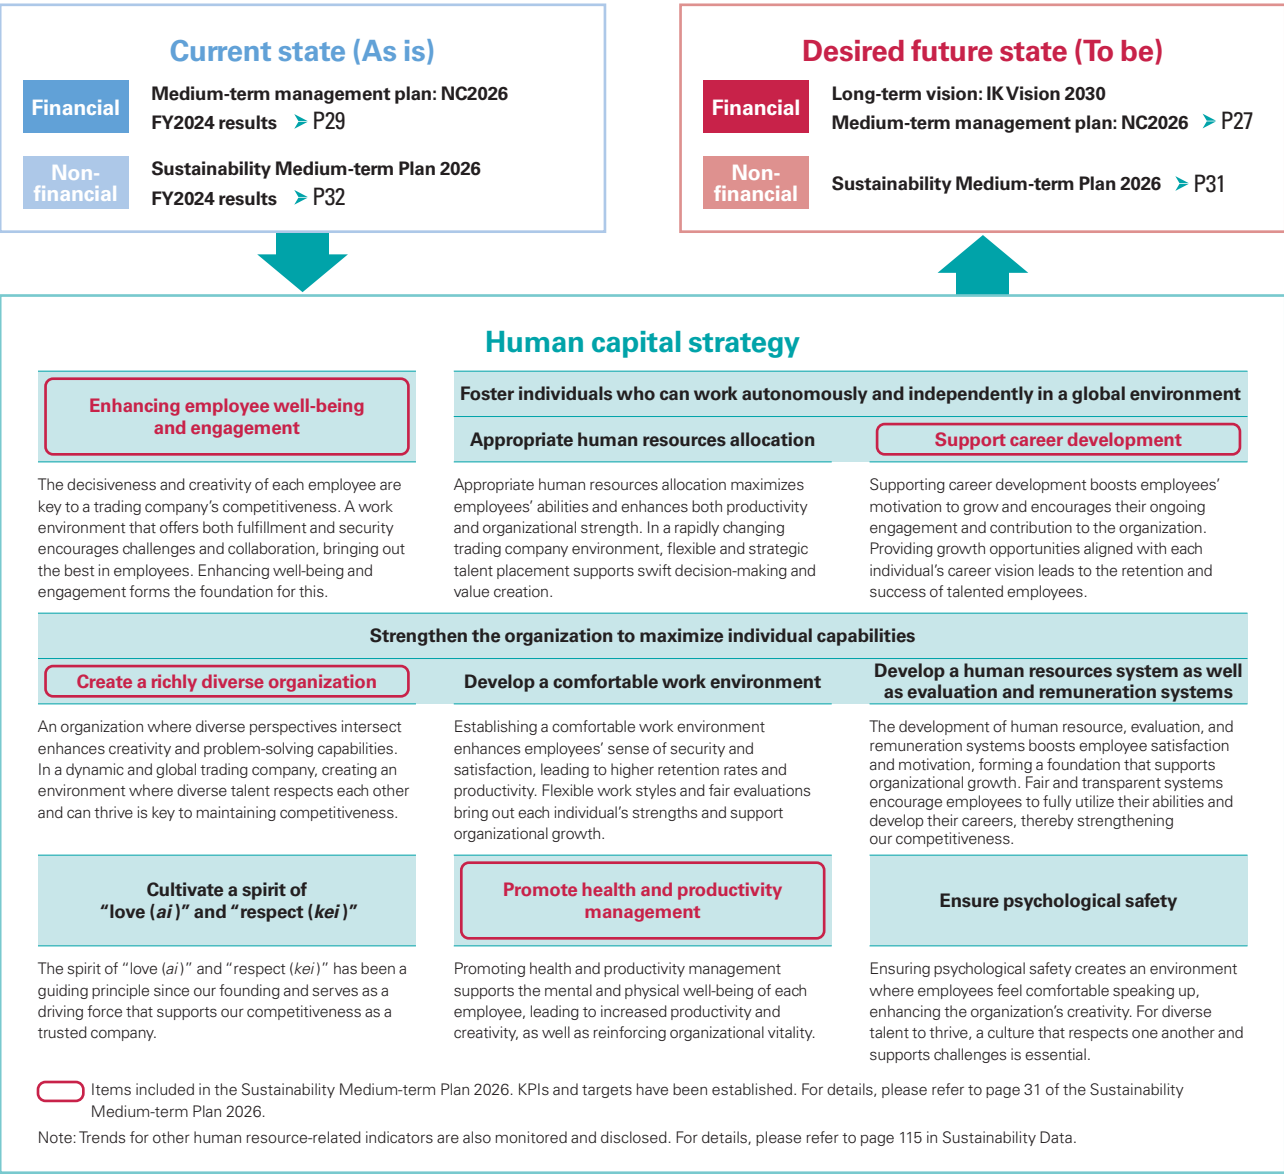 Current state (As is)
Financial
Medium-term management plan: NC2026
FY2024 results ➤ P29
Non-
financial
Sustainability Medium-term Plan 2026
FY2024 results ➤ P32
Desired future state (To be)
Financial
Long-term vision: IK Vision 2030
Medium-term management plan: NC2026 ➤ P27
Non-
financial
Sustainability Medium-term Plan 2026 ➤ P31
Human capital strategy
Enhancing employee well-being
and engagement
The decisiveness and creativity of each employee are
key to a trading company’s competitiveness. A work
environment that offers both fulfillment and security
encourages challenges and collaboration, bringing out
the best in employees. Enhancing well-being and
engagement forms the foundation for this.
Foster individuals who can work autonomously and independently in a global environment
Appropriate human resources allocation
Appropriate human resources allocation maximizes
employees’ abilities and enhances both productivity
and organizational strength. In a rapidly changing
trading company environment, flexible and strategic
talent placement supports swift decision-making and
value creation.
Support career development
Supporting career development boosts employees’
motivation to grow and encourages their ongoing
engagement and contribution to the organization.
Providing growth opportunities aligned with each
individual’s career vision leads to the retention and
success of talented employees.
Strengthen the organization to maximize individual capabilities
Create a richly diverse organization
An organization where diverse perspectives intersect
enhances creativity and problem-solving capabilities.
In a dynamic and global trading company, creating an
environment where diverse talent respects each other
and can thrive is key to maintaining competitiveness.
Develop a comfortable work environment
Establishing a comfortable work environment
enhances employees’ sense of security and
satisfaction, leading to higher retention rates and
productivity. Flexible work styles and fair evaluations
bring out each individual’s strengths and support
organizational growth.
Develop a human resources system as well
as evaluation and remuneration systems
The development of human resource, evaluation, and
remuneration systems boosts employee satisfaction
and motivation, forming a foundation that supports
organizational growth. Fair and transparent systems
encourage employees to fully utilize their abilities and
develop their careers, thereby strengthening
our competitiveness.
Cultivate a spirit of
“love (ai)” and “respect (kei)”
The spirit of “love (ai)” and “respect (kei)” has been a
guiding principle since our founding and serves as a
driving force that supports our competitiveness as a
trusted company.
Promote health and productivity
management
Promoting health and productivity management
supports the mental and physical well-being of each
employee, leading to increased productivity and
creativity, as well as reinforcing organizational vitality.
Ensure psychological safety
Ensuring psychological safety creates an environment
where employees feel comfortable speaking up,
enhancing the organization’s creativity. For diverse
talent to thrive, a culture that respects one another and
supports challenges is essential.
Items included in the Sustainability Medium-term Plan 2026. KPIs and targets have been established. For details, please refer to page 31 of the Sustainability
Medium-term Plan 2026.
Note: Trends for other human resource-related indicators are also monitored and disclosed. For details, please refer to page 115 in Sustainability Data.